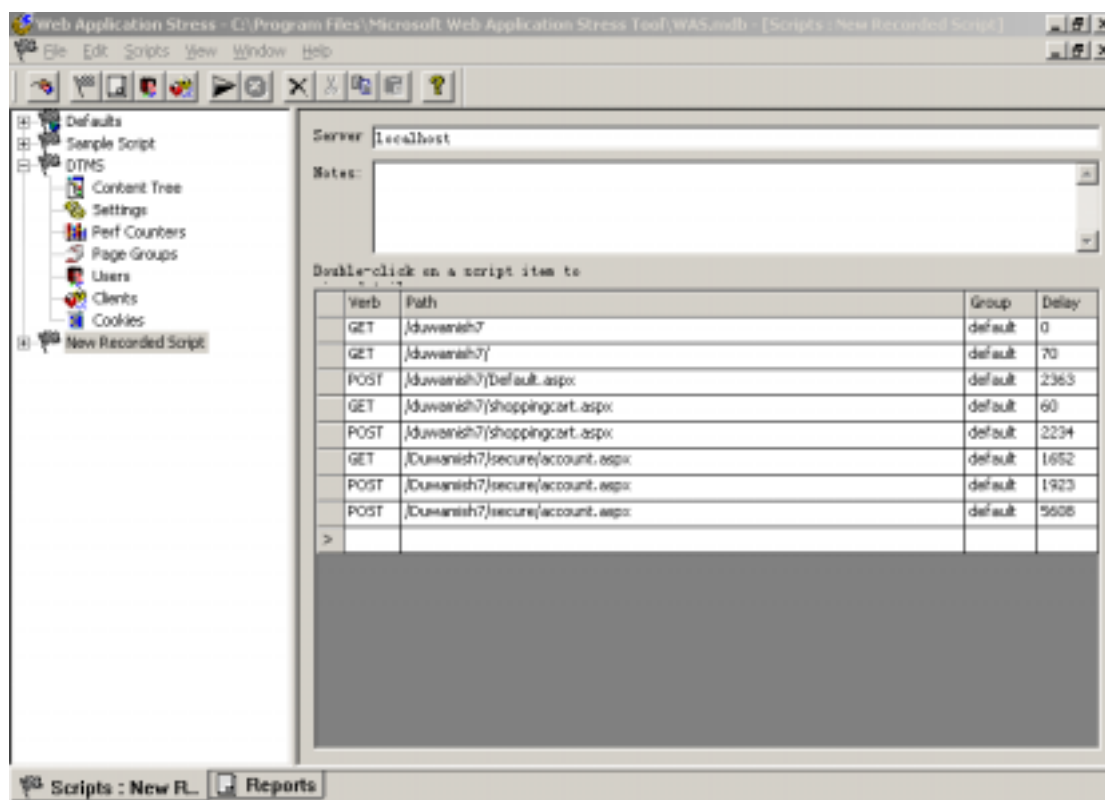 Web Application Stress - C:\Program Files\Microsoft Web Application Stress Tool\WAS.mdb - [Scripts : New Recorded Script]
File Edit Scripts View Window Help
Defaults
Sample Script
DTMS
Content Tree
Settings
Perf Counters
Page Groups
Users
Clients
Cookies
New Recorded Script
Server localhost
Notes:
Double-click on a script item to
Verb Path Group Delay
GET /duwamish7 default 0
GET /duwamish7/ default 70
POST /duwamish7/Default.aspx default 2363
GET /duwamish7/shoppingcart.aspx default 60
POST /duwamish7/shoppingcart.aspx default 2234
GET /Duwamish7/secure/account.aspx default 1652
POST /Duwamish7/secure/account.aspx default 1923
POST /Duwamish7/secure/account.aspx default 5608
>
Scripts : New R... Reports